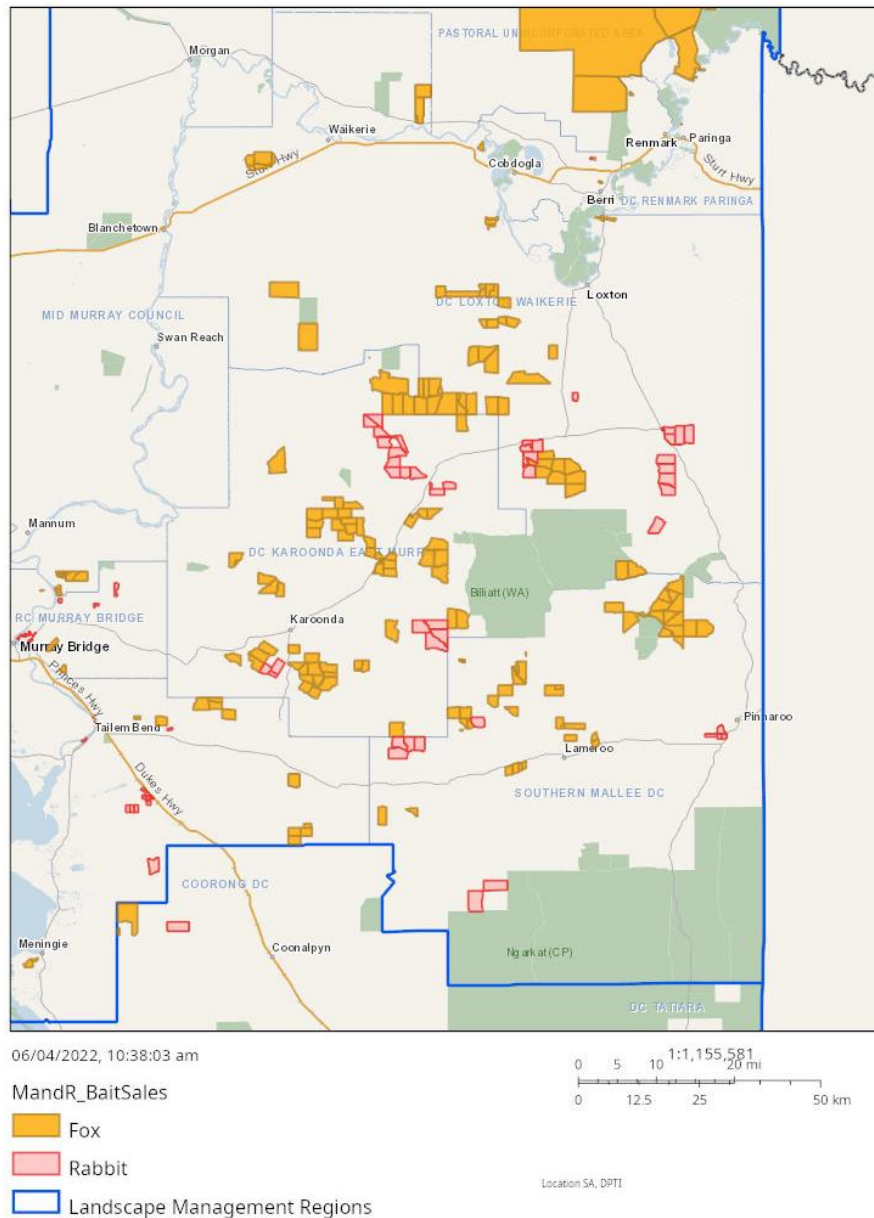 PASTORAL UNINCORPORATED AREA
Morgan
Waikerie
Renmark
Paringa
Sturt Hwy
Cobdogla
Sturt Hwy
Berri
DC RENMARK PARINGA
Blanchetown
Loxton
DC LOXTON WAIKERIE
MID MURRAY COUNCIL
Swan Reach
Mannum
DC KAROONDA EAST MURR
Billiatt (WA)
RC MURRAY BRIDGE
Karoonda
Murray Bridge
Princes Hwy
Pinnaroo
Tailem Bend
Lameroo
Dukes Hwy
SOUTHERN MALLEE DC
COORONG DC
Meningie
Coonalpyn
Ngarkat (CP)
DC TATIARA
06/04/2022, 10:38:03 am
1:1,155,581
0 5 10 20 mi
0 12.5 25 50 km
MandR_BaitSales
Fox
Rabbit
Landscape Management Regions
Location SA, DPTI